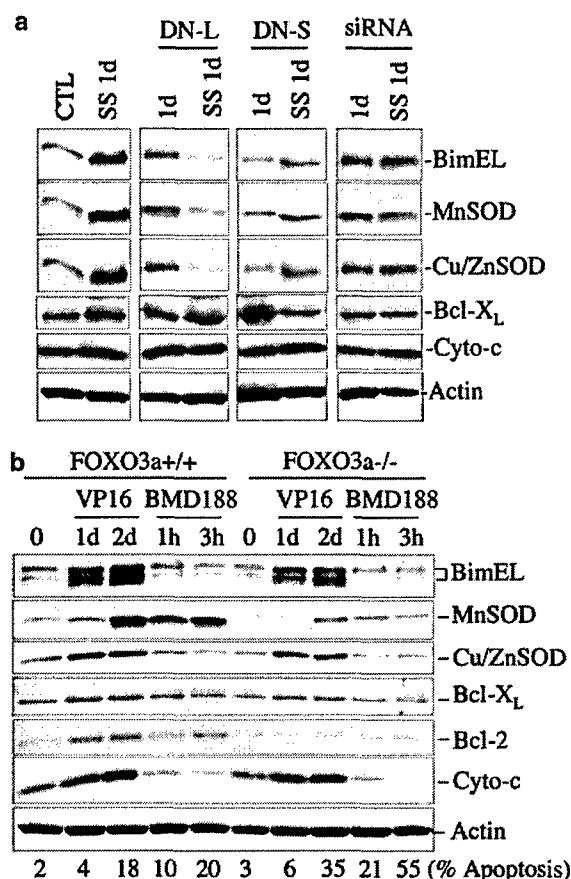 a
DN-L DN-S siRNA
CTL SS 1d 1d SS 1d 1d SS 1d 1d SS 1d
-BimEL
-MnSOD
-Cu/ZnSOD
-Bcl-XL
-Cyto-c
-Actin
b
FOXO3a+/+ FOXO3a-/-
VP16 BMD188 VP16 BMD188
0 1d 2d 1h 3h 0 1d 2d 1h 3h
BimEL
-MnSOD
-Cu/ZnSOD
-Bcl-XL
-Bcl-2
-Cyto-c
-Actin
2 4 18 10 20 3 6 35 21 55 (% Apoptosis)